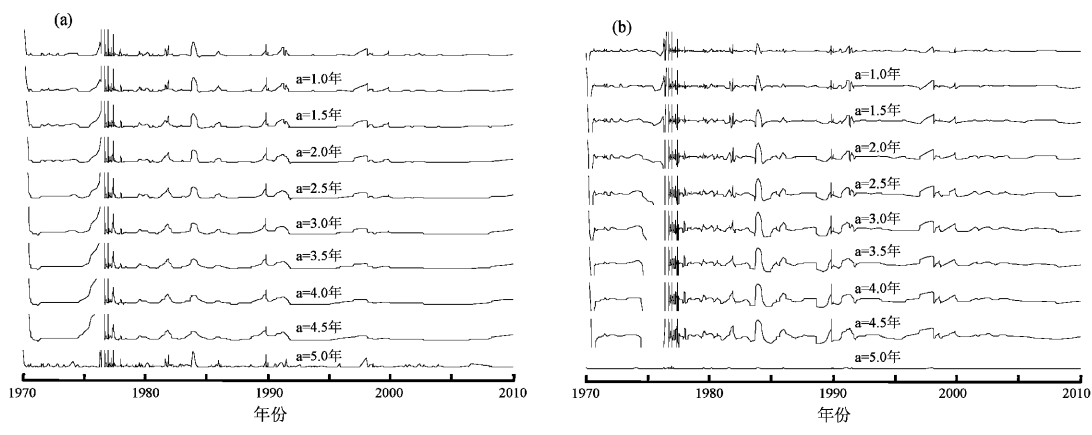 (a)
a=1.0年
a=1.5年
a=2.0年
a=2.5年
a=3.0年
a=3.5年
a=4.0年
a=4.5年
a=5.0年
1970 1980 1990 2000 2010
年份
(b)
a=1.0年
a=1.5年
a=2.0年
a=2.5年
a=3.0年
a=3.5年
a=4.0年
a=4.5年
a=5.0年
1970 1980 1990 2000 2010
年份